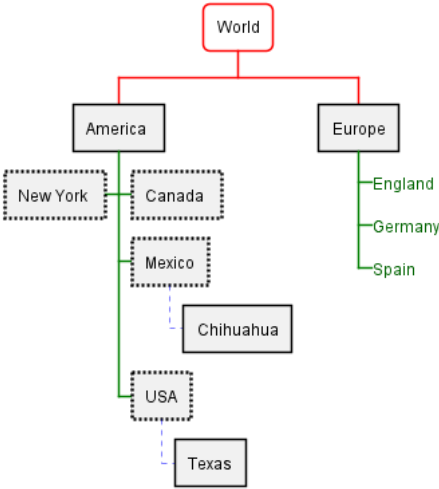 World
America
Europe
New York
Canada
England
Germany
Mexico
Spain
Chihuahua
USA
Texas